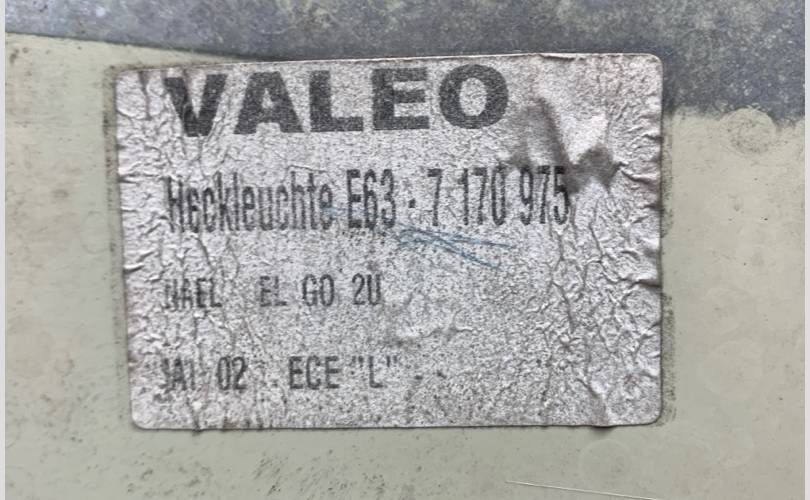 VALEO
Heckleuchte E63 - 7 170 975
EL GO 2U
02 ECE "L"